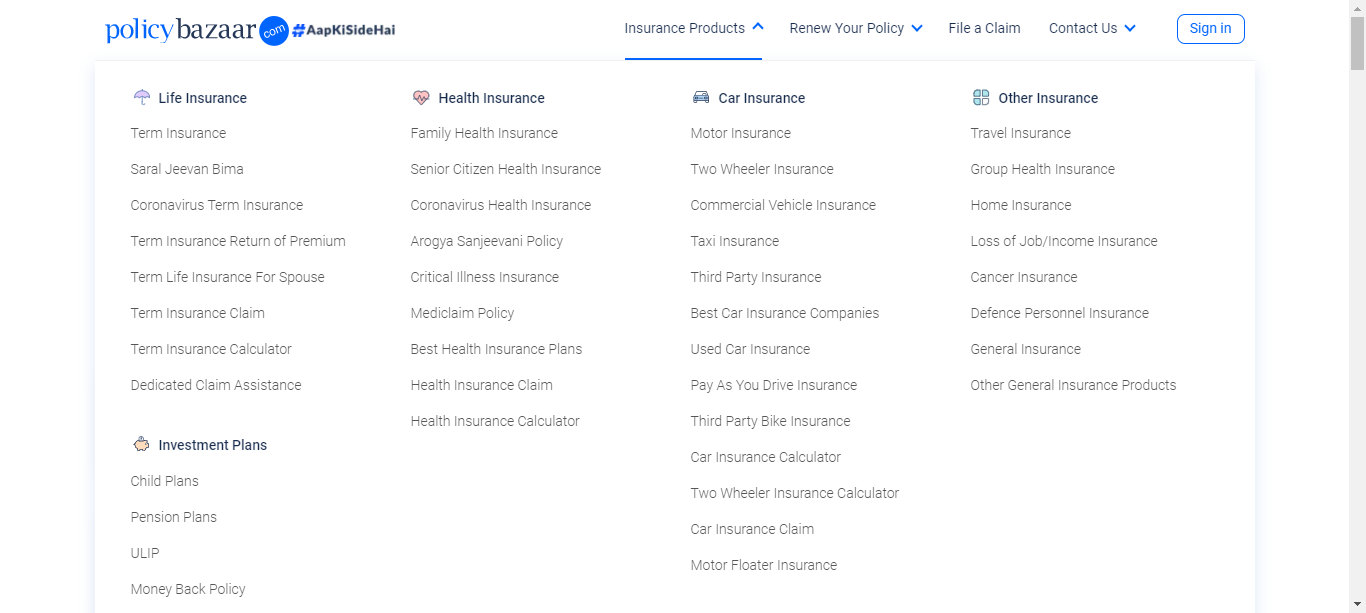 policybazaar.com #AapKiSideHai
Insurance Products
Renew Your Policy
File a Claim
Contact Us
Sign in
Life Insurance
Term Insurance
Saral Jeevan Bima
Coronavirus Term Insurance
Term Insurance Return of Premium
Term Life Insurance For Spouse
Term Insurance Claim
Term Insurance Calculator
Dedicated Claim Assistance
Investment Plans
Child Plans
Pension Plans
ULIP
Money Back Policy
Health Insurance
Family Health Insurance
Senior Citizen Health Insurance
Coronavirus Health Insurance
Arogya Sanjeevani Policy
Critical Illness Insurance
Mediclaim Policy
Best Health Insurance Plans
Health Insurance Claim
Health Insurance Calculator
Car Insurance
Motor Insurance
Two Wheeler Insurance
Commercial Vehicle Insurance
Taxi Insurance
Third Party Insurance
Best Car Insurance Companies
Used Car Insurance
Pay As You Drive Insurance
Third Party Bike Insurance
Car Insurance Calculator
Two Wheeler Insurance Calculator
Car Insurance Claim
Motor Floater Insurance
Other Insurance
Travel Insurance
Group Health Insurance
Home Insurance
Loss of Job/Income Insurance
Cancer Insurance
Defence Personnel Insurance
General Insurance
Other General Insurance Products